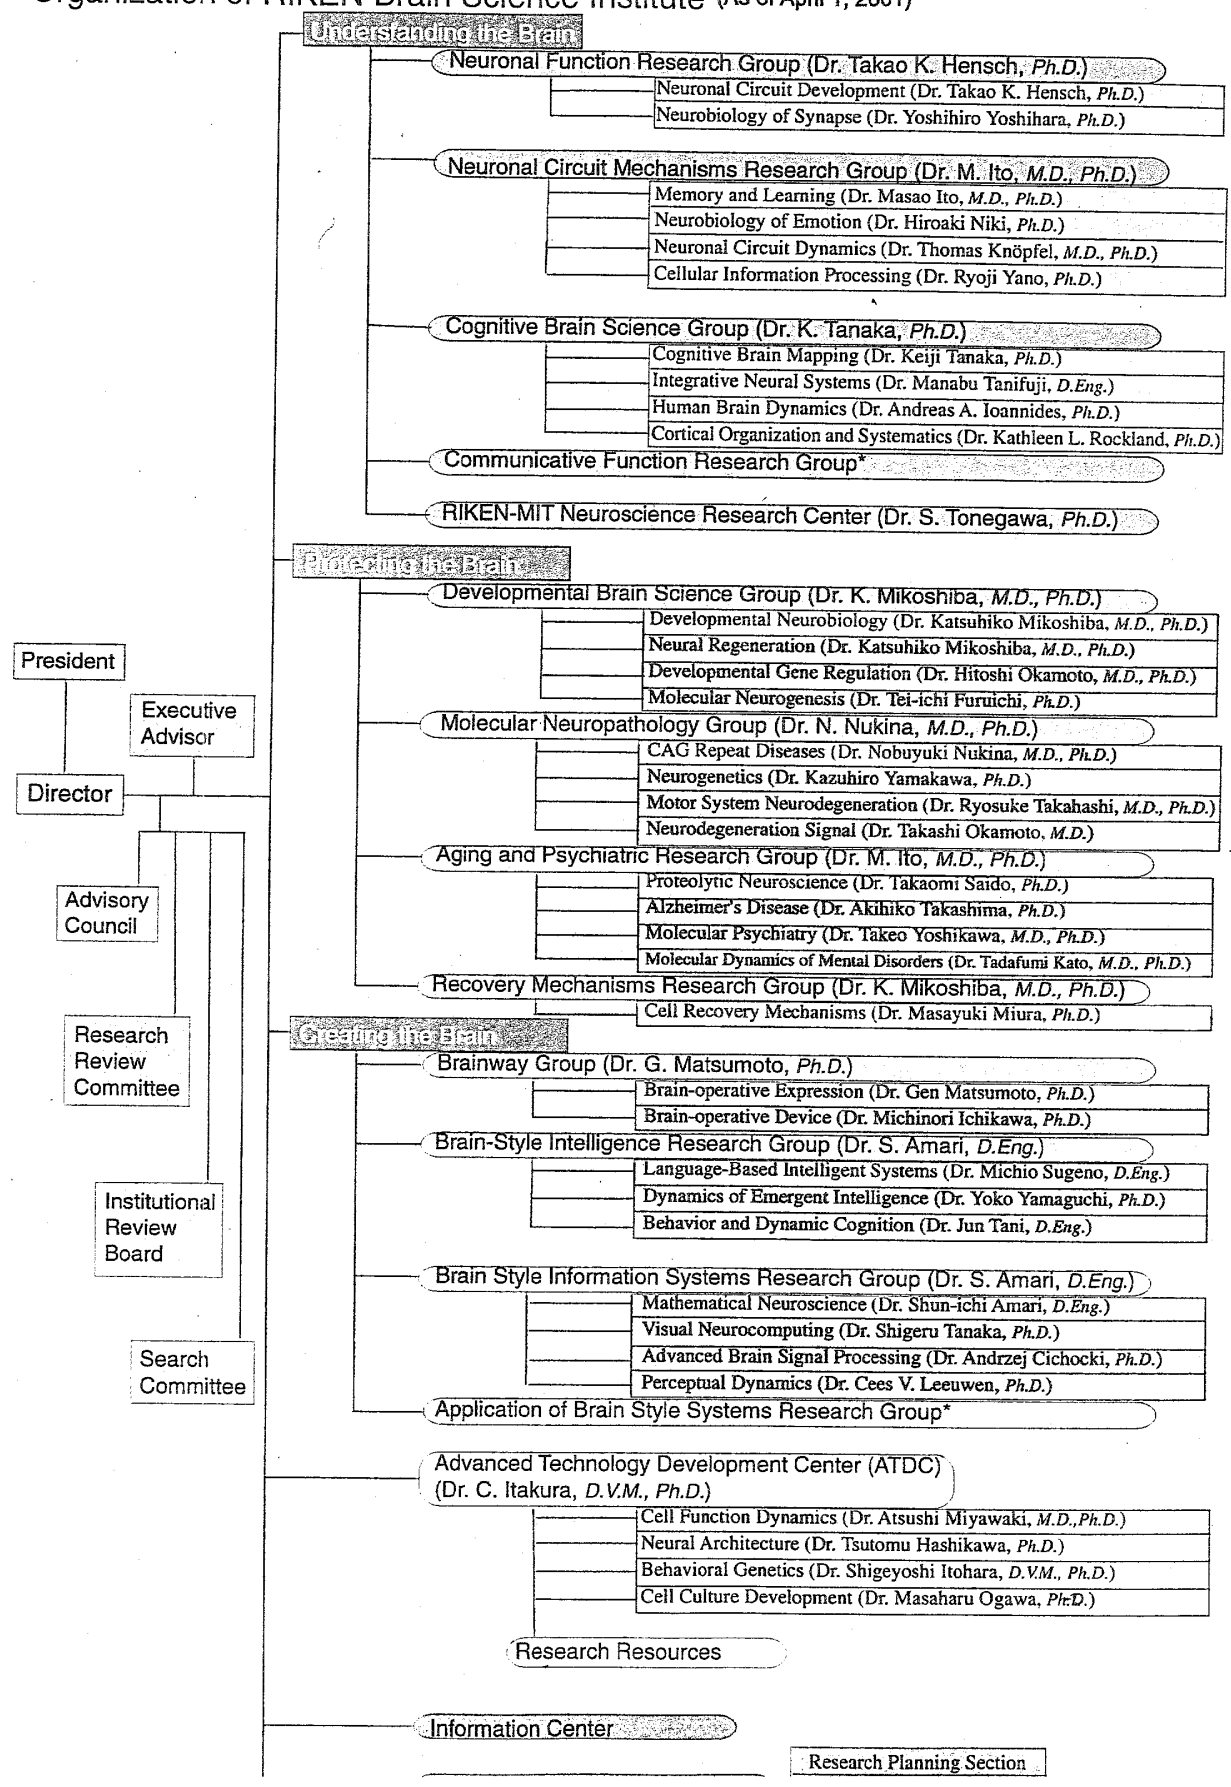 Organization of RIKEN Brain Science Institute (As of April 1, 2001)
Understanding the Brain
Neuronal Function Research Group (Dr. Takao K. Hensch, Ph.D.)
Neuronal Circuit Development (Dr. Takao K. Hensch, Ph.D.)
Neurobiology of Synapse (Dr. Yoshihiro Yoshihara, Ph.D.)
Neuronal Circuit Mechanisms Research Group (Dr. M. Ito, M.D., Ph.D.)
Memory and Learning (Dr. Masao Ito, M.D., Ph.D.)
Neurobiology of Emotion (Dr. Hiroaki Niki, Ph.D.)
Neuronal Circuit Dynamics (Dr. Thomas Knöpfel, M.D., Ph.D.)
Cellular Information Processing (Dr. Ryoji Yano, Ph.D.)
Cognitive Brain Science Group (Dr. K. Tanaka, Ph.D.)
Cognitive Brain Mapping (Dr. Keiji Tanaka, Ph.D.)
Integrative Neural Systems (Dr. Manabu Tanifuji, D.Eng.)
Human Brain Dynamics (Dr. Andreas A. Ioannides, Ph.D.)
Cortical Organization and Systematics (Dr. Kathleen L. Rockland, Ph.D.)
Communicative Function Research Group*
RIKEN-MIT Neuroscience Research Center (Dr. S. Tonegawa, Ph.D.)
Protecting the Brain
Developmental Brain Science Group (Dr. K. Mikoshiba, M.D., Ph.D.)
Developmental Neurobiology (Dr. Katsuhiko Mikoshiba, M.D., Ph.D.)
Neural Regeneration (Dr. Katsuhiko Mikoshiba, M.D., Ph.D.)
Developmental Gene Regulation (Dr. Hitoshi Okamoto, M.D., Ph.D.)
Molecular Neurogenesis (Dr. Tei-ichi Furuichi, Ph.D.)
Molecular Neuropathology Group (Dr. N. Nukina, M.D., Ph.D.)
CAG Repeat Diseases (Dr. Nobuyuki Nukina, M.D., Ph.D.)
Neurogenetics (Dr. Kazuhiro Yamakawa, Ph.D.)
Motor System Neurodegeneration (Dr. Ryosuke Takahashi, M.D., Ph.D.)
Neurodegeneration Signal (Dr. Takashi Okamoto, M.D.)
Aging and Psychiatric Research Group (Dr. M. Ito, M.D., Ph.D.)
Proteolytic Neuroscience (Dr. Takaomi Saido, Ph.D.)
Alzheimer's Disease (Dr. Akihiko Takashima, Ph.D.)
Molecular Psychiatry (Dr. Takeo Yoshikawa, M.D., Ph.D.)
Molecular Dynamics of Mental Disorders (Dr. Tadafumi Kato, M.D., Ph.D.)
Recovery Mechanisms Research Group (Dr. K. Mikoshiba, M.D., Ph.D.)
Cell Recovery Mechanisms (Dr. Masayuki Miura, Ph.D.)
Creating the Brain
Brainway Group (Dr. G. Matsumoto, Ph.D.)
Brain-operative Expression (Dr. Gen Matsumoto, Ph.D.)
Brain-operative Device (Dr. Michinori Ichikawa, Ph.D.)
Brain-Style Intelligence Research Group (Dr. S. Amari, D.Eng.)
Language-Based Intelligent Systems (Dr. Michio Sugeno, D.Eng.)
Dynamics of Emergent Intelligence (Dr. Yoko Yamaguchi, Ph.D.)
Behavior and Dynamic Cognition (Dr. Jun Tani, D.Eng.)
Brain Style Information Systems Research Group (Dr. S. Amari, D.Eng.)
Mathematical Neuroscience (Dr. Shun-ichi Amari, D.Eng.)
Visual Neurocomputing (Dr. Shigeru Tanaka, Ph.D.)
Advanced Brain Signal Processing (Dr. Andrzej Cichocki, Ph.D.)
Perceptual Dynamics (Dr. Cees V. Leeuwen, Ph.D.)
Application of Brain Style Systems Research Group*
Advanced Technology Development Center (ATDC)
(Dr. C. Itakura, D.V.M., Ph.D.)
Cell Function Dynamics (Dr. Atsushi Miyawaki, M.D.,Ph.D.)
Neural Architecture (Dr. Tsutomu Hashikawa, Ph.D.)
Behavioral Genetics (Dr. Shigeyoshi Itohara, D.V.M., Ph.D.)
Cell Culture Development (Dr. Masaharu Ogawa, Ph.D.)
Research Resources
Information Center
Research Planning Section
President
Executive
Advisor
Director
Advisory
Council
Research
Review
Committee
Institutional
Review
Board
Search
Committee